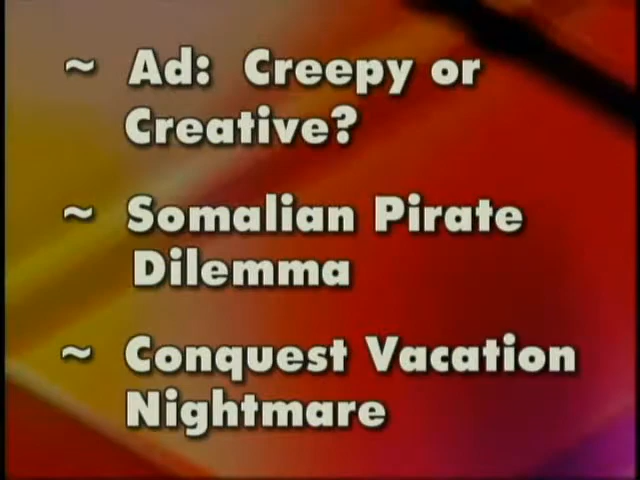 ~ Ad: Creepy or
Creative?
~ Somalian Pirate
Dilemma
~ Conquest Vacation
Nightmare